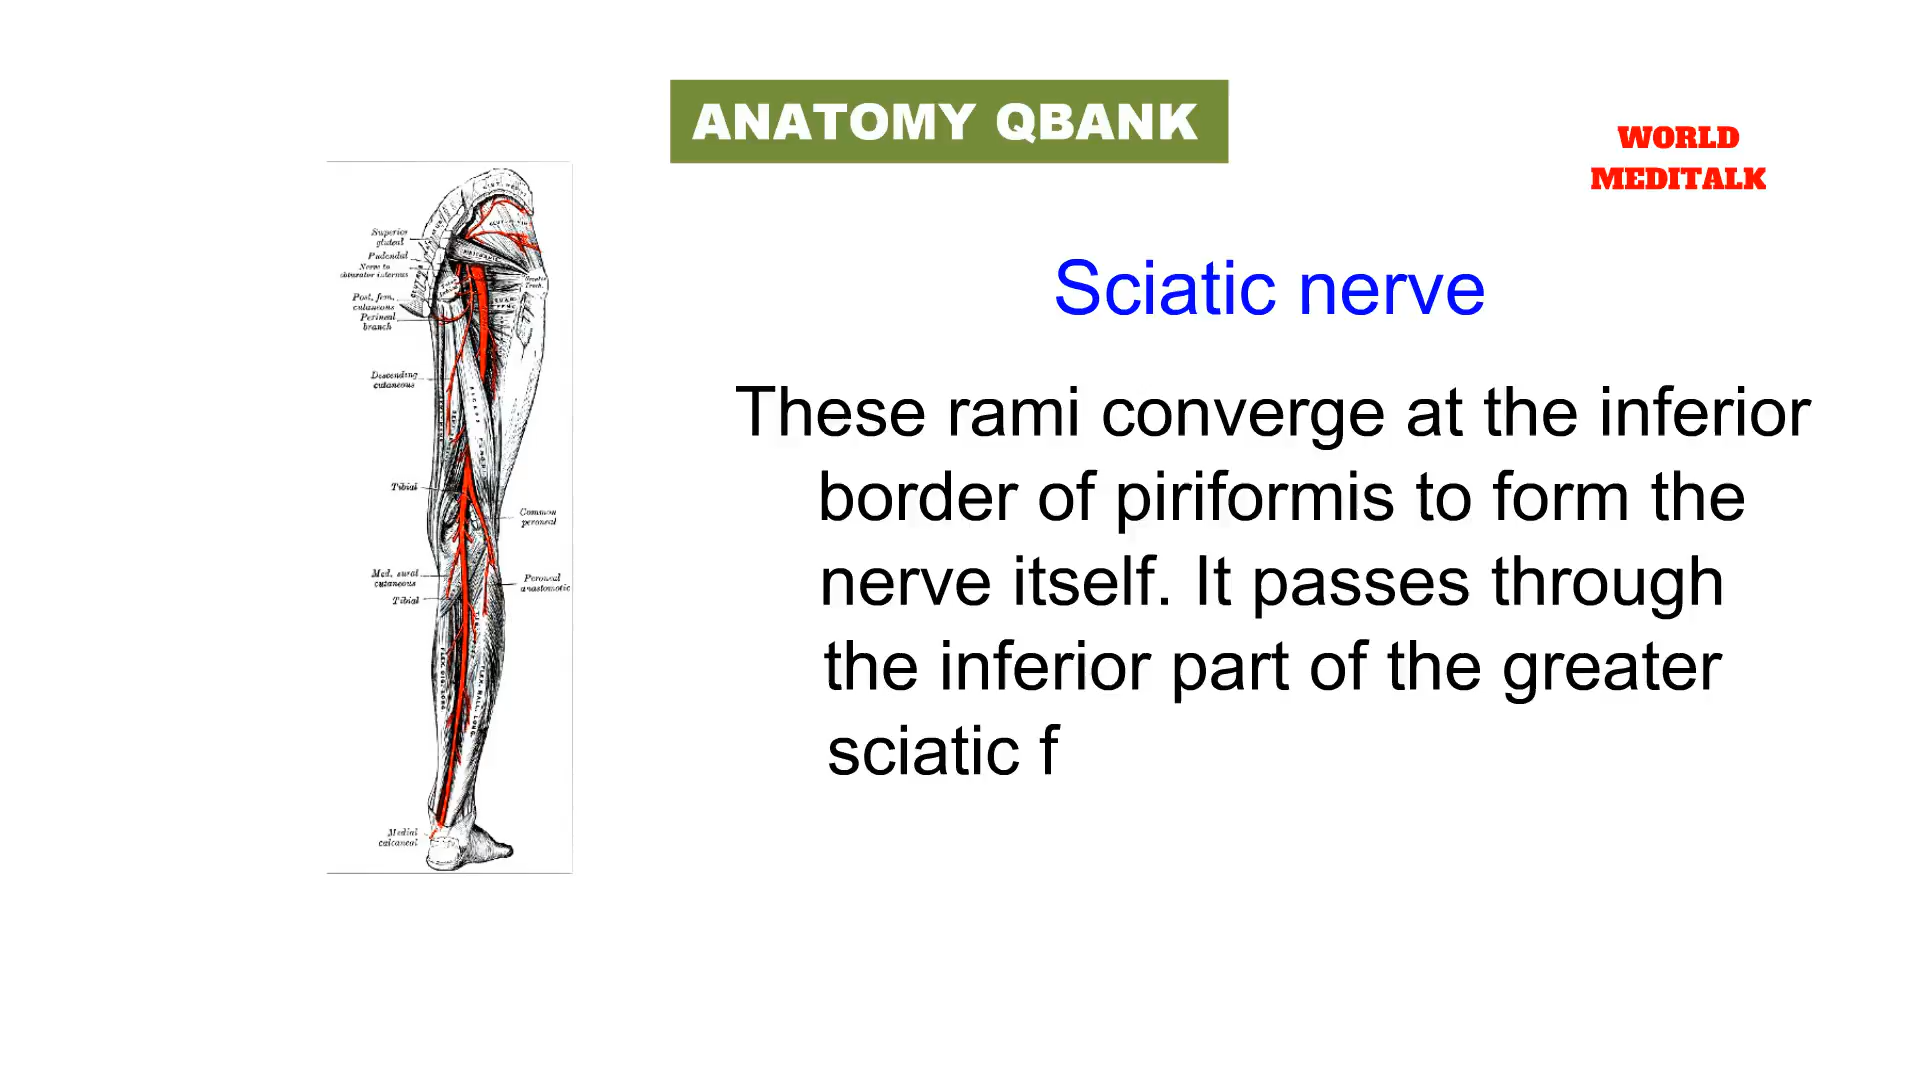 ANATOMY QBANK
WORLD
MEDITALK
Sciatic nerve
These rami converge at the inferior
border of piriformis to form the
nerve itself. It passes through
the inferior part of the greater
sciatic f
Superior
gluteal
Pudendal
Nerve to
obturator internus
Post. fem.
cutaneous
Perineal
branch
Descending
cutaneous
Tibial
Common
peroneal
Med. sural
cutaneous
Peroneal
anastomotic
Tibial
Medial
calcaneal